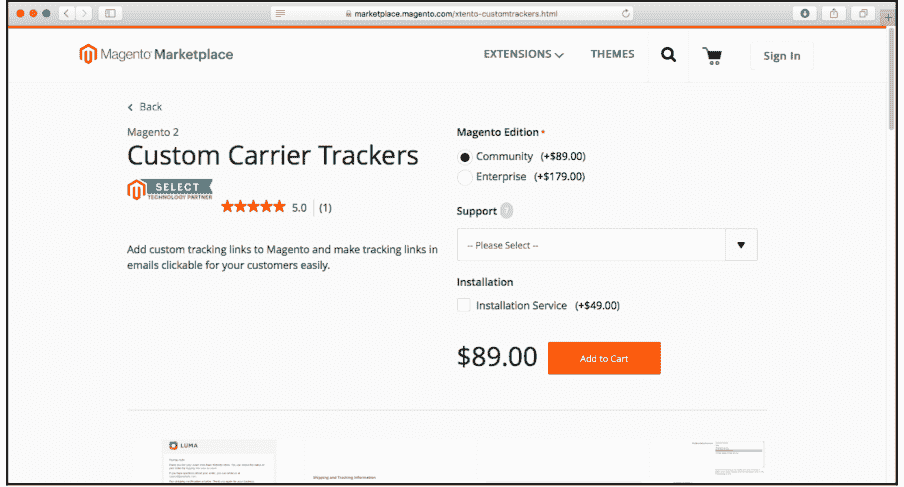 marketplace.magento.com/xtento-customtrackers.html
Magento Marketplace
EXTENSIONS
THEMES
Sign In
Back
Magento 2
Custom Carrier Trackers
SELECT
TECHNOLOGY PARTNER
5.0 (1)
Add custom tracking links to Magento and make tracking links in
emails clickable for your customers easily.
Magento Edition *
Community (+$89.00)
Enterprise (+$179.00)
Support ?
-- Please Select --
Installation
Installation Service (+$49.00)
$89.00
Add to Cart
LUMA
Shipping and Tracking Information